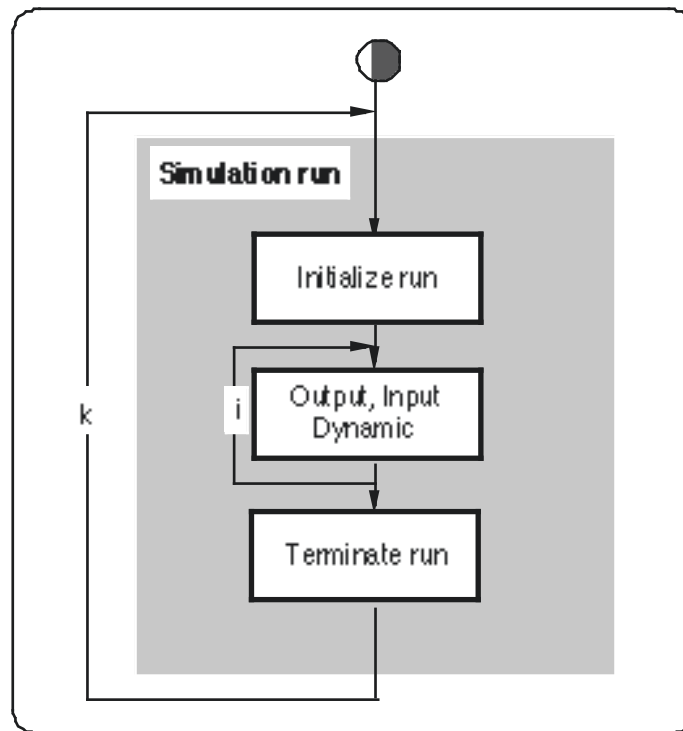 Simulation run
Initialize run
Output, Input
Dynamic
i
k
Terminate run